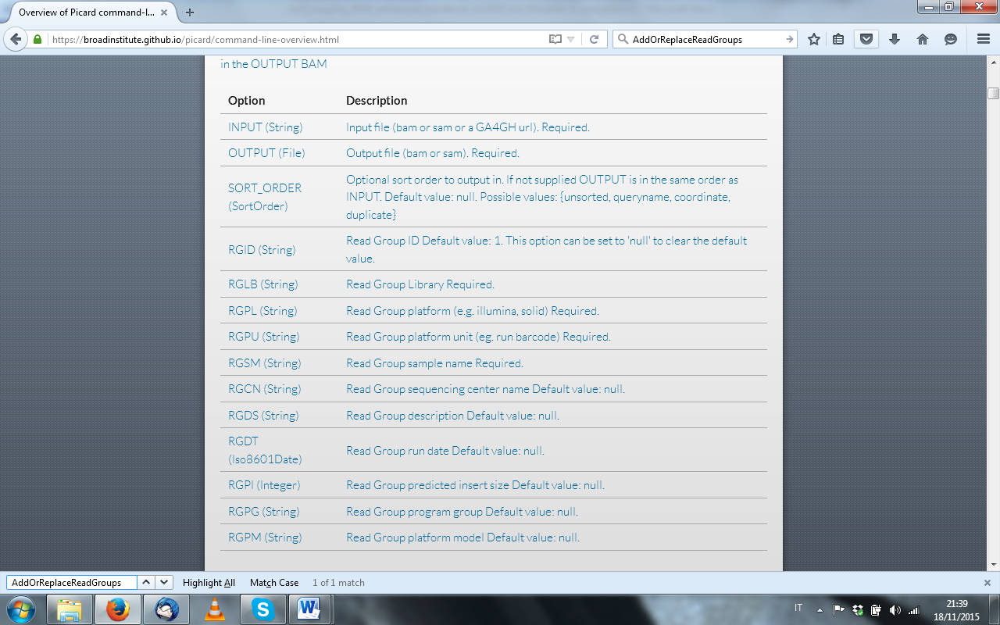 Overview of Picard command-l...
https://broadinstitute.github.io/picard/command-line-overview.html
AddOrReplaceReadGroups
in the OUTPUT BAM
Option Description
INPUT (String) Input file (bam or sam or a GA4GH url). Required.
OUTPUT (File) Output file (bam or sam). Required.
SORT_ORDER (SortOrder)
Optional sort order to output in. If not supplied OUTPUT is in the same order as
INPUT. Default value: null. Possible values: {unsorted, queryname, coordinate,
duplicate}
RGID (String)
Read Group ID Default value: 1. This option can be set to 'null' to clear the default
value.
RGLB (String) Read Group Library Required.
RGPL (String) Read Group platform (e.g. illumina, solid) Required.
RGPU (String) Read Group platform unit (eg. run barcode) Required.
RGSM (String) Read Group sample name Required.
RGCN (String) Read Group sequencing center name Default value: null.
RGDS (String) Read Group description Default value: null.
RGDT
(Iso8601Date)
Read Group run date Default value: null.
RGPI (Integer) Read Group predicted insert size Default value: null.
RGPG (String) Read Group program group Default value: null.
RGPM (String) Read Group platform model Default value: null.
AddOrReplaceReadGroups Highlight All Match Case 1 of 1 match
IT
21:39
18/11/2015